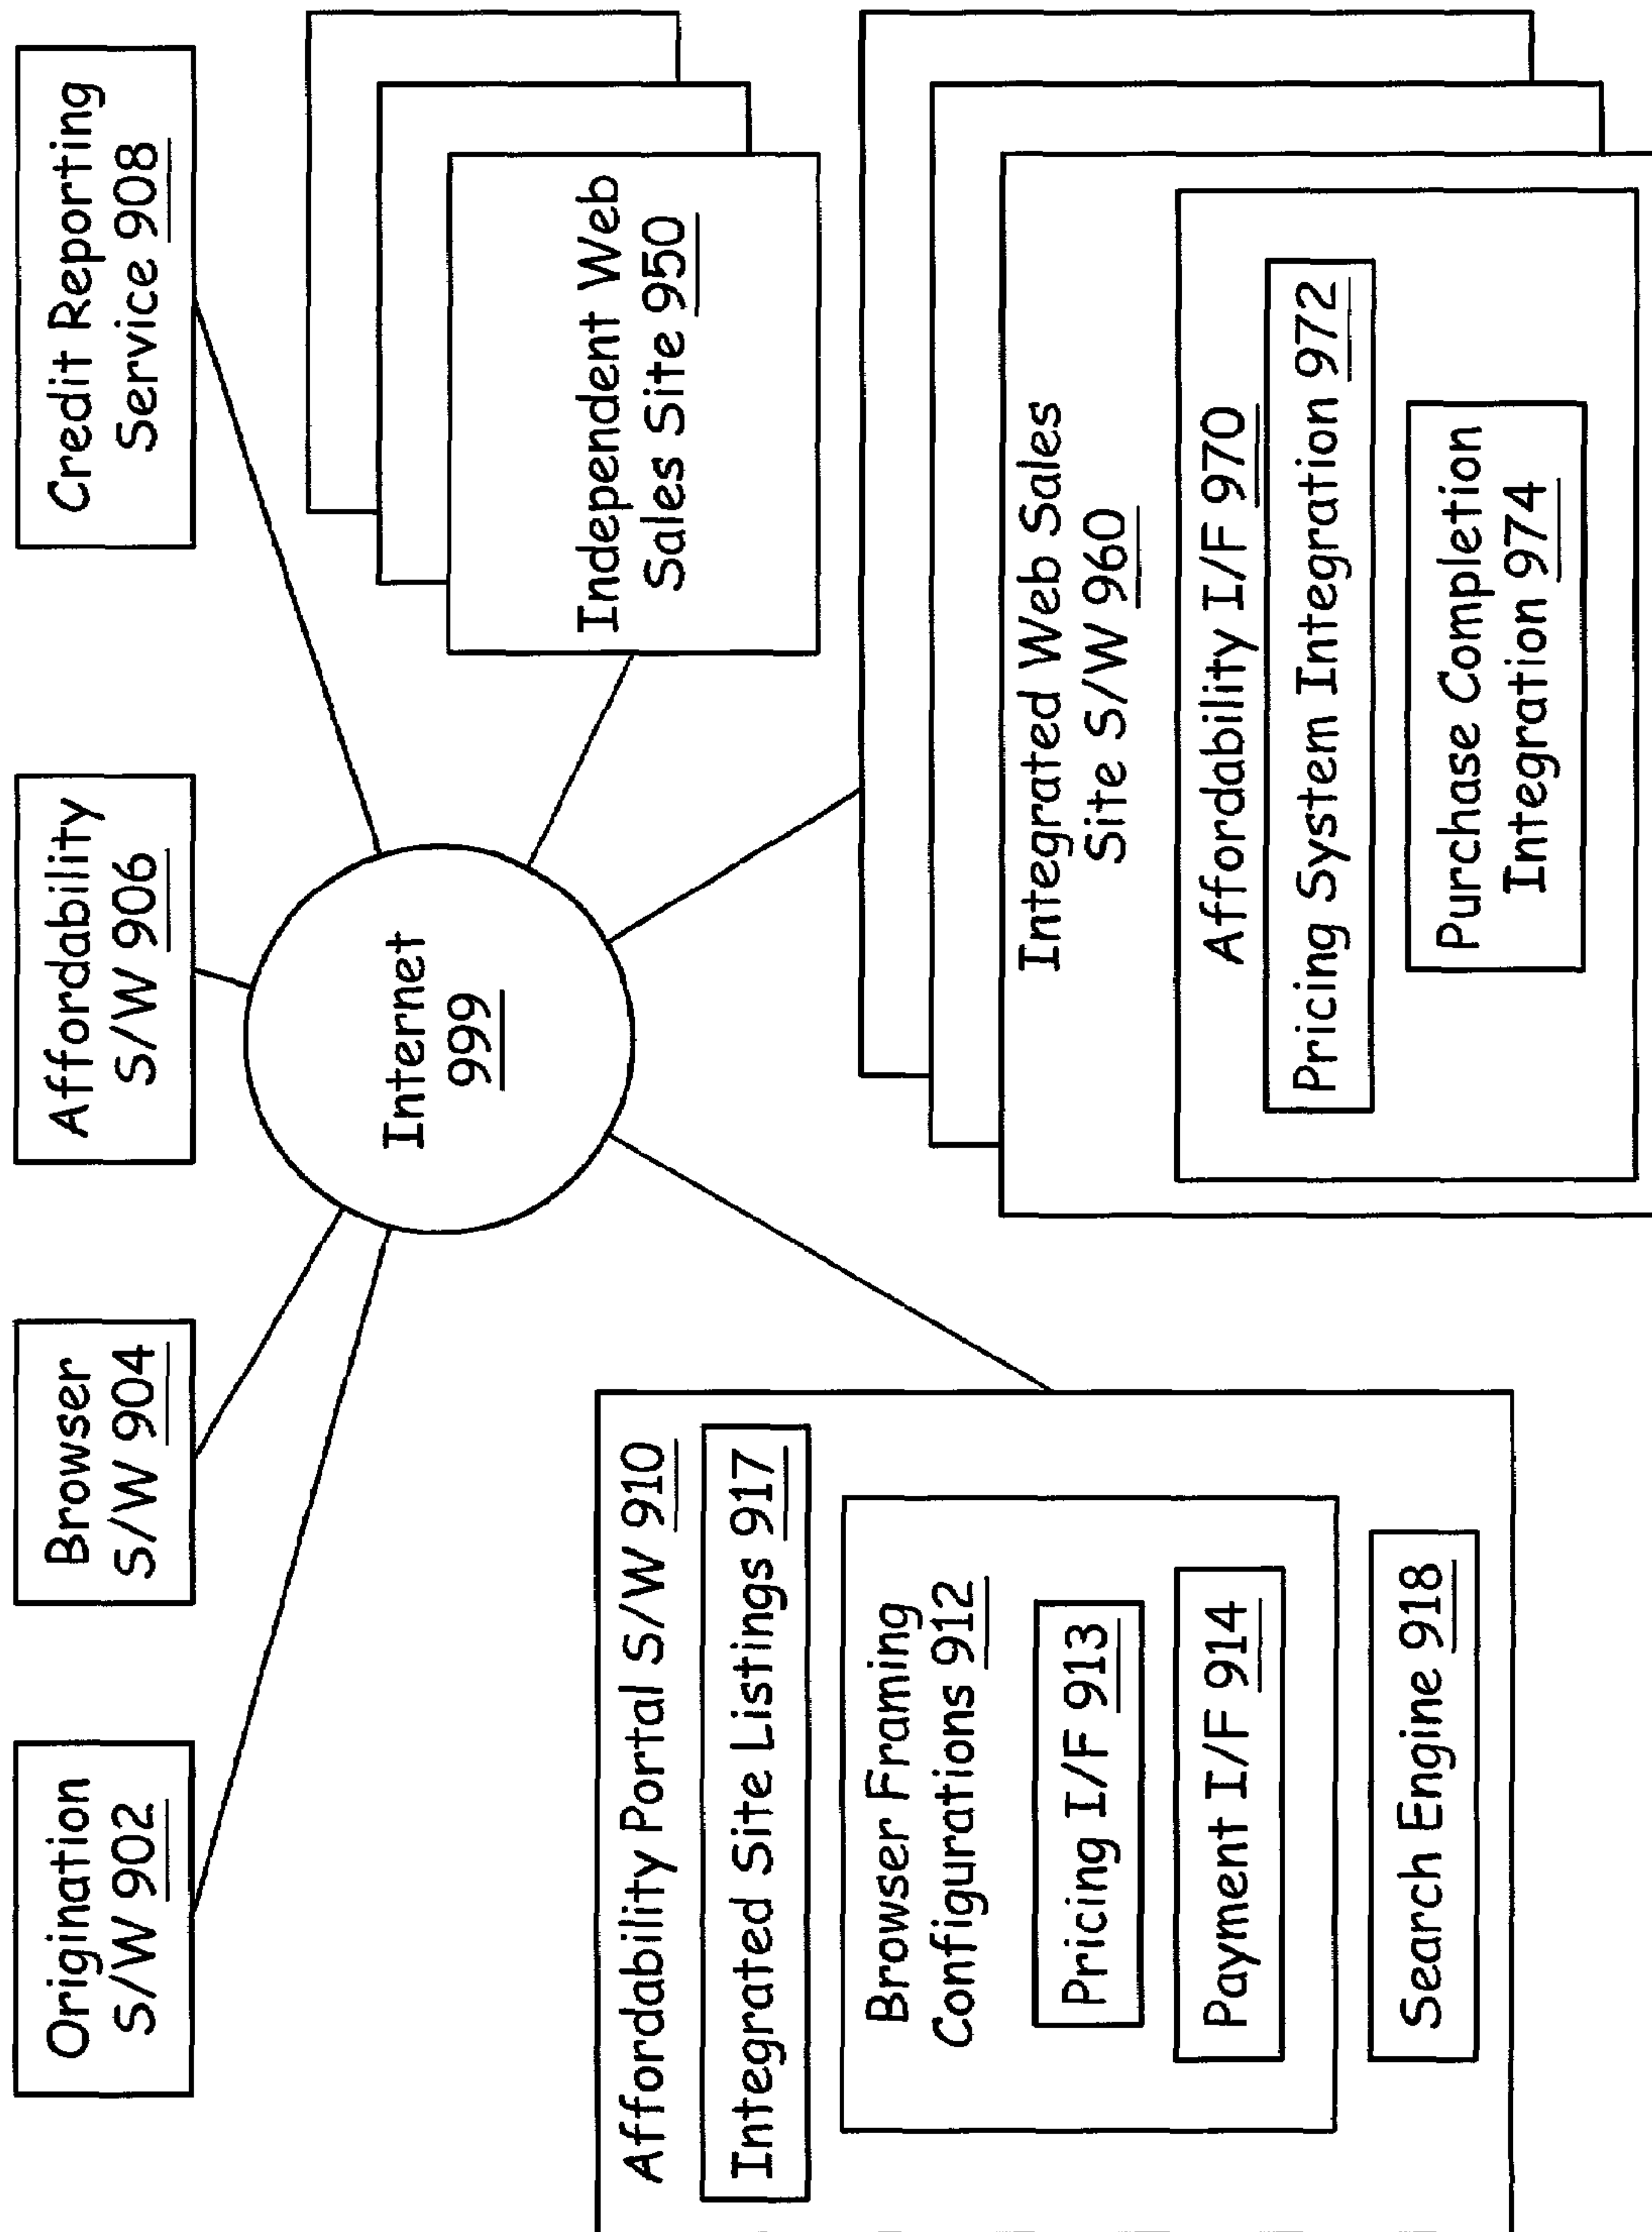 Origination
S/W 902
Browser
S/W 904
Affordability
S/W 906
Credit Reporting
Service 908
Internet
999
Independent Web
Sales Site 950
Affordability Portal S/W 910
Integrated Site Listings 917
Browser Framing
Configurations 912
Pricing I/F 913
Payment I/F 914
Search Engine 918
Integrated Web Sales
Site S/W 960
Affordability I/F 970
Pricing System Integration 972
Purchase Completion
Integration 974